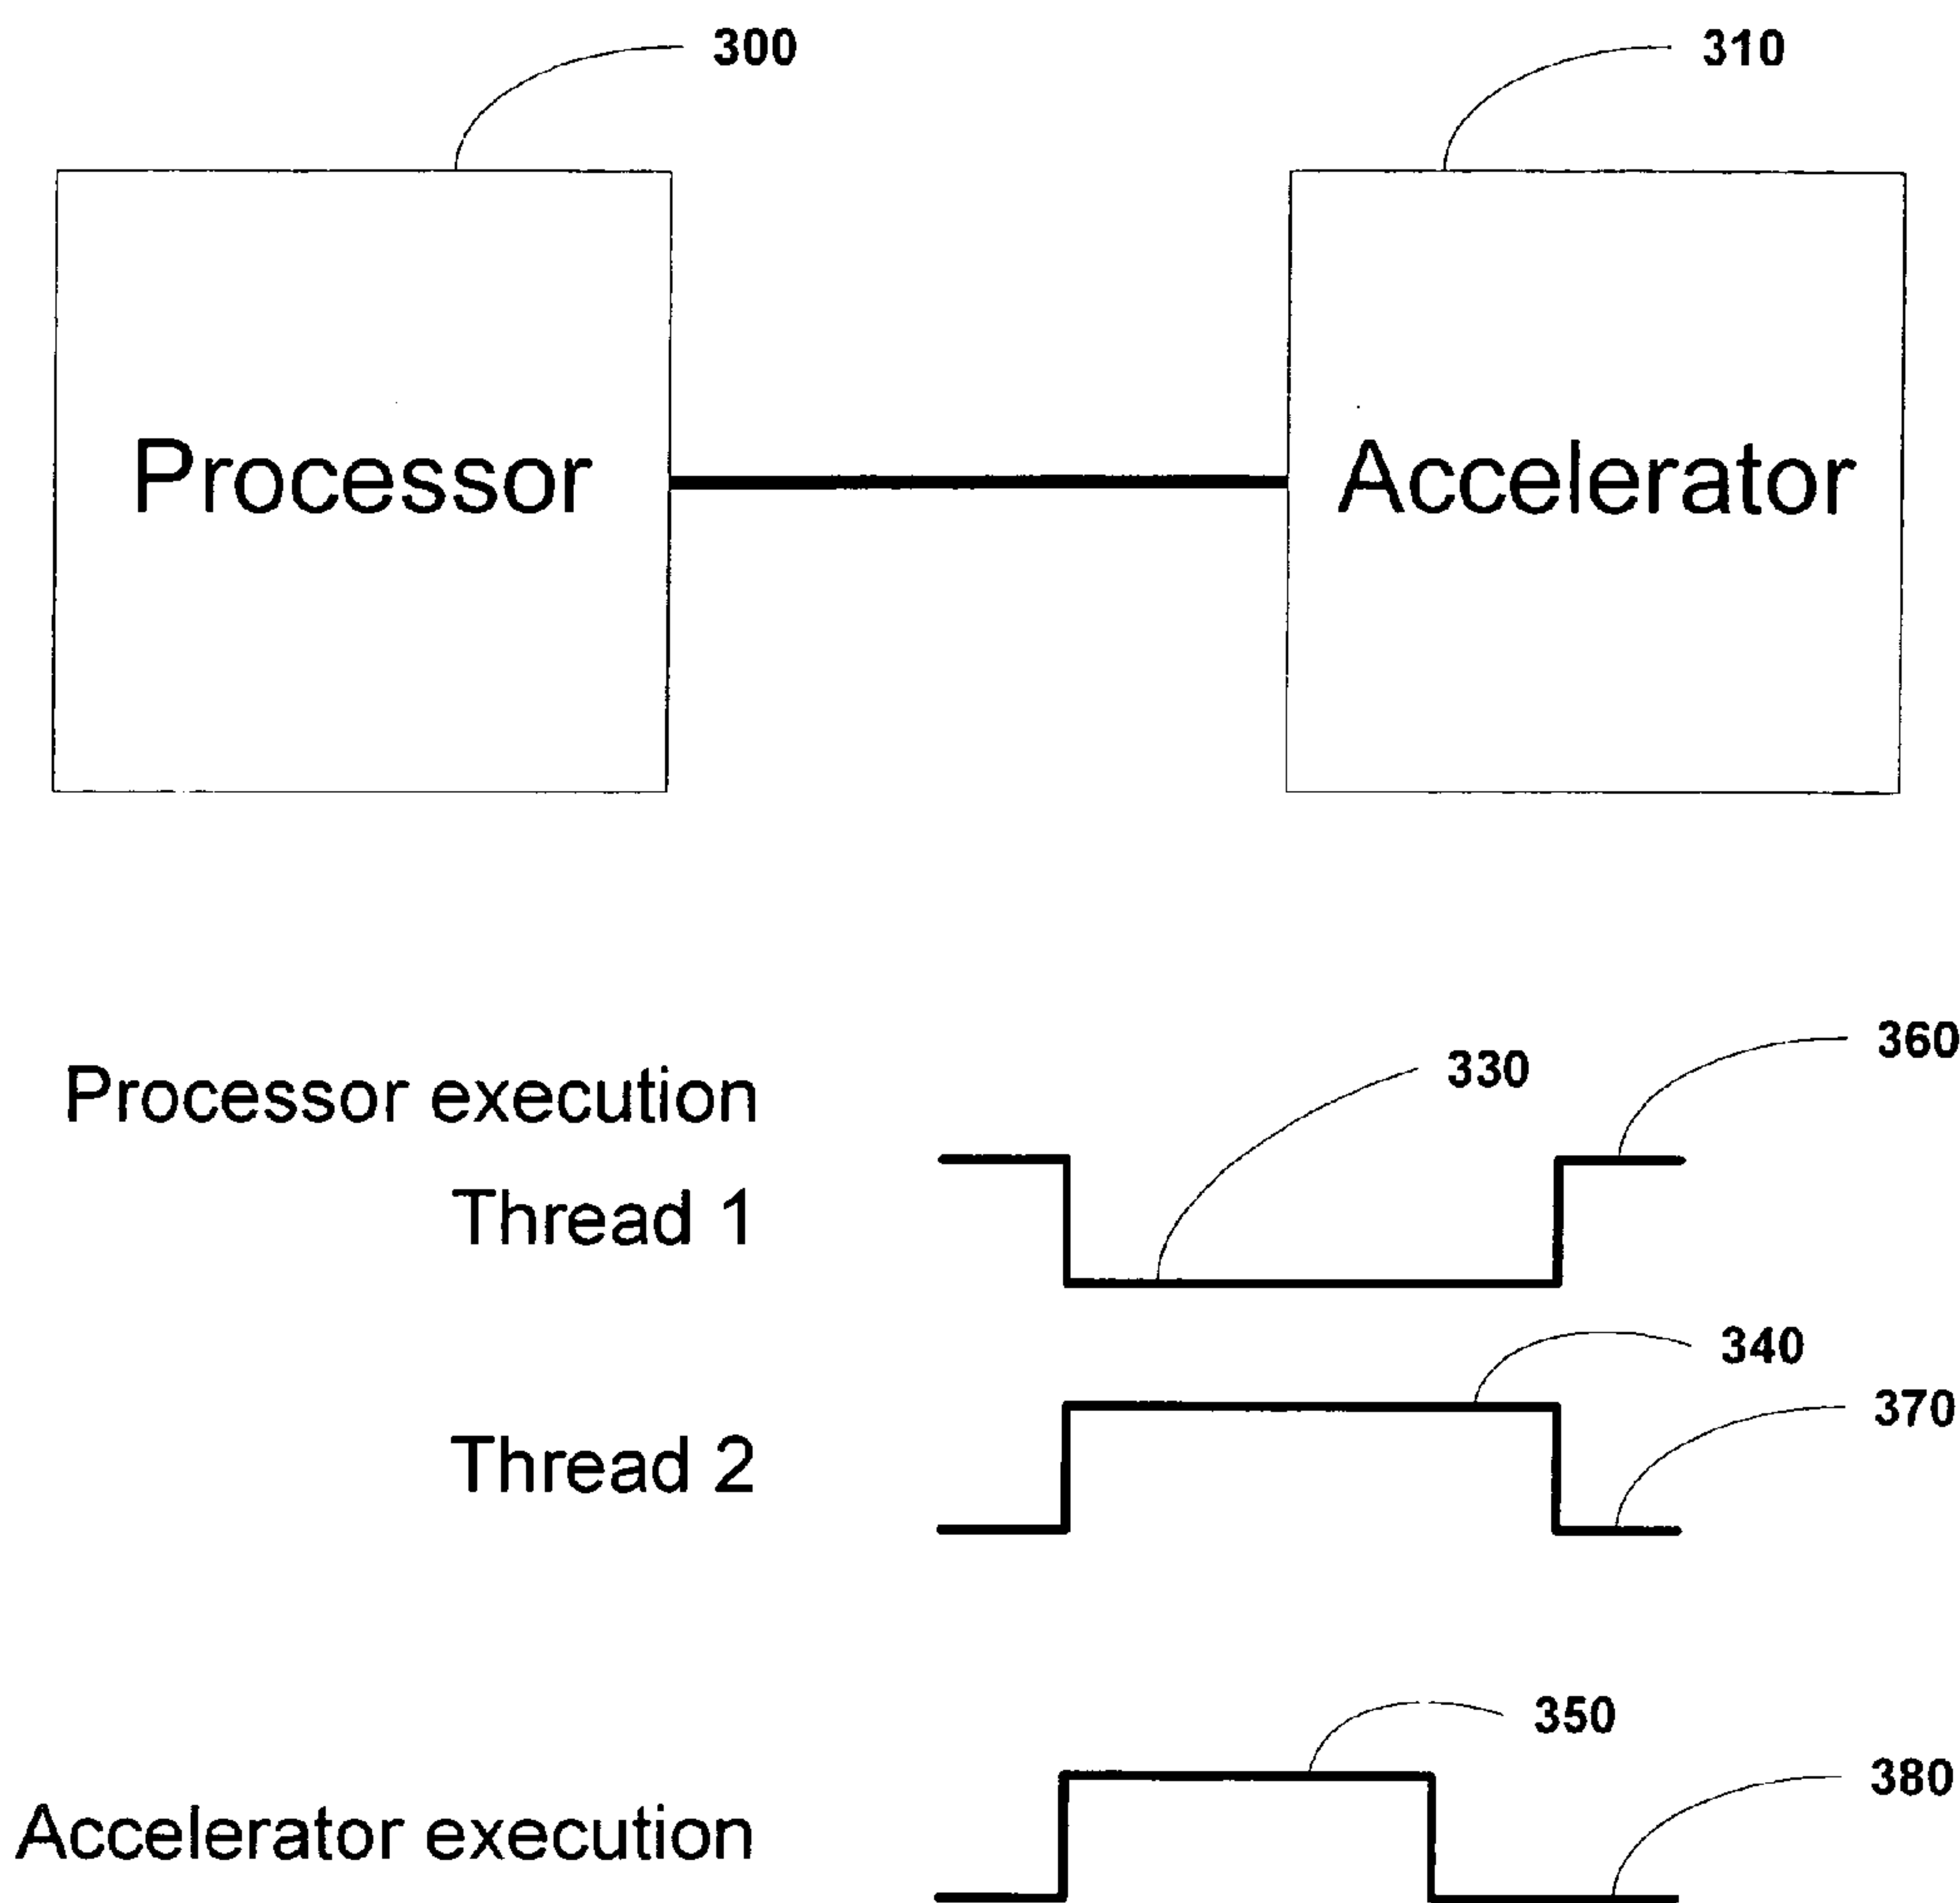 300
310
Processor
Accelerator
360
330
Processor execution
Thread 1
340
370
Thread 2
350
380
Accelerator execution